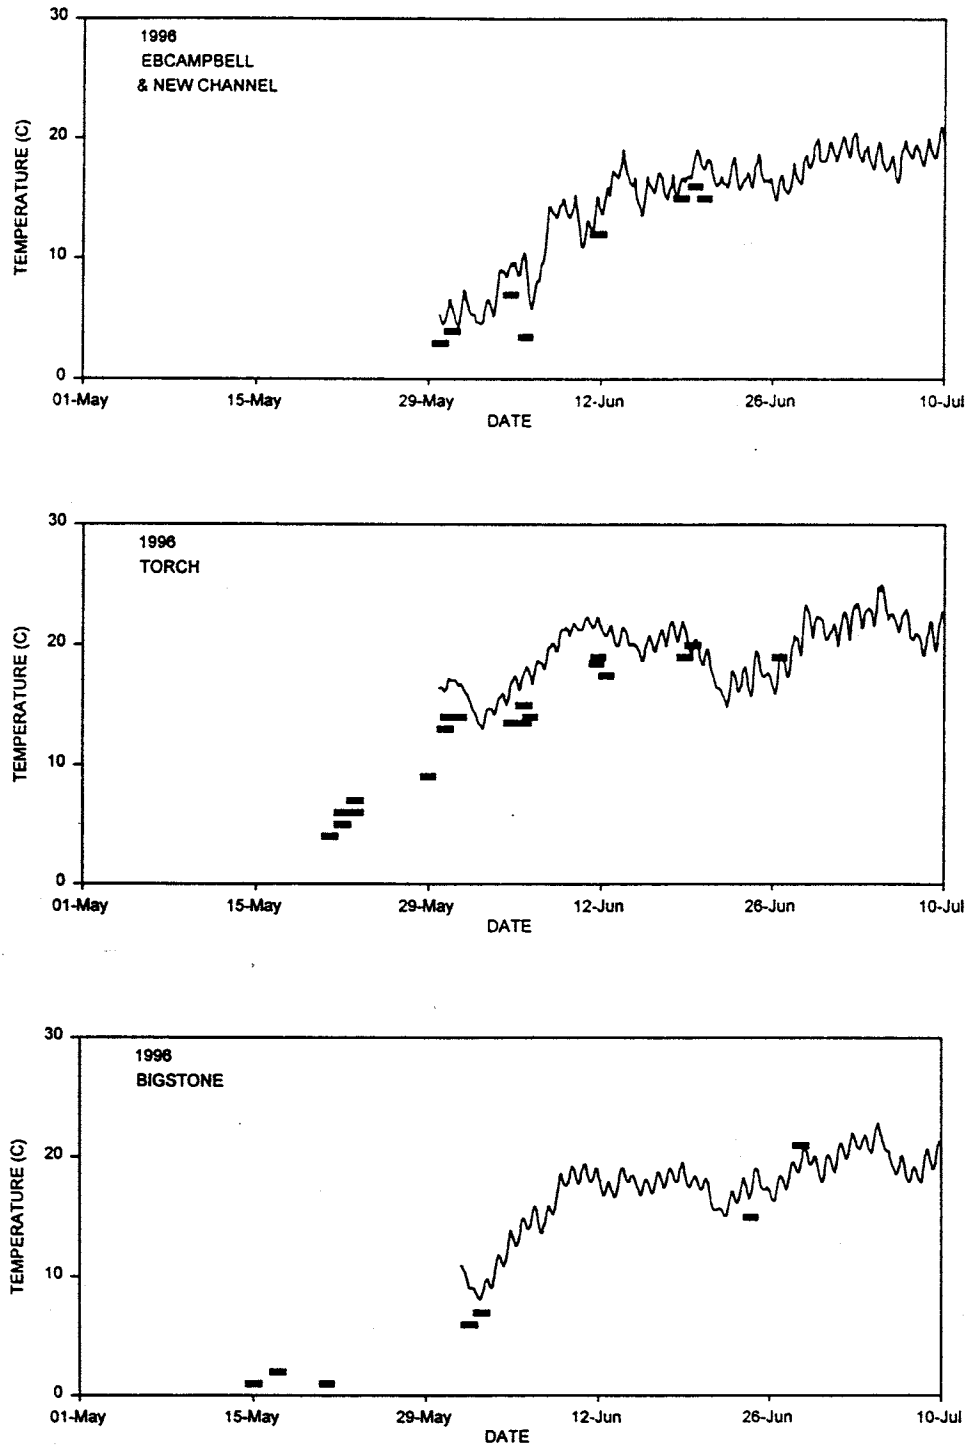 30
1996
EBCAMPBELL
& NEW CHANNEL
20
TEMPERATURE (C)
10
0
01-May 15-May 29-May 12-Jun 26-Jun 10-Jul
DATE
30
1996
TORCH
20
TEMPERATURE (C)
10
0
01-May 15-May 29-May 12-Jun 26-Jun 10-Jul
DATE
30
1996
BIGSTONE
20
TEMPERATURE (C)
10
0
01-May 15-May 29-May 12-Jun 26-Jun 10-Jul
DATE